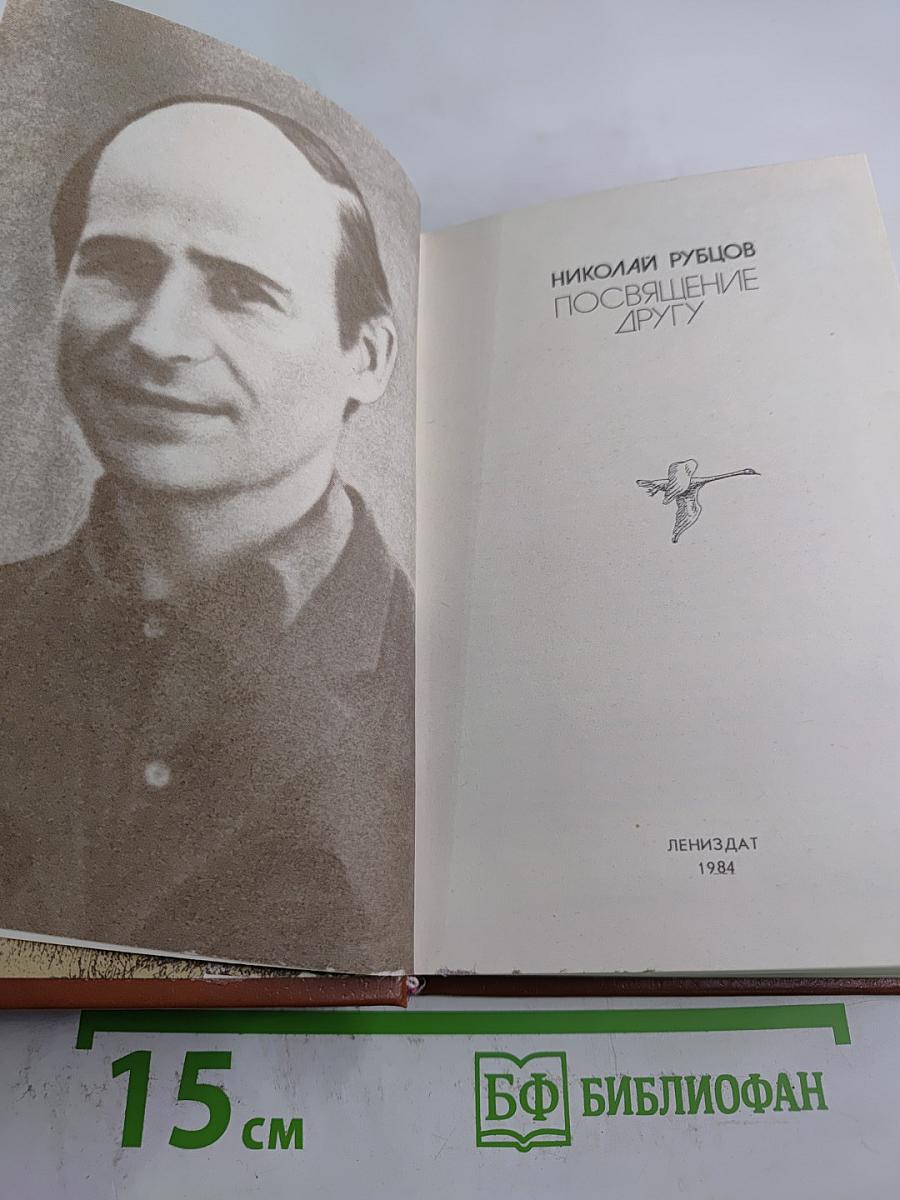 НИКОЛАЙ РУБЦОВ
ПОСВЯЩЕНИЕ
ДРУГУ
ЛЕНИЗДАТ
1984
15 см
БФ БИБЛИОФАН